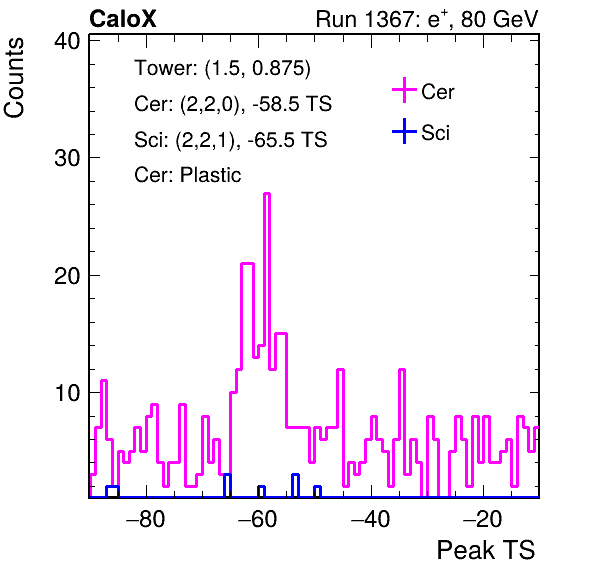 CaloX Run 1367: e⁺, 80 GeV
Counts
40
30
20
10
Tower: (1.5, 0.875)
Cer: (2,2,0), -58.5 TS
Sci: (2,2,1), -65.5 TS
Cer: Plastic
Cer
Sci
−80 −60 −40 −20
Peak TS